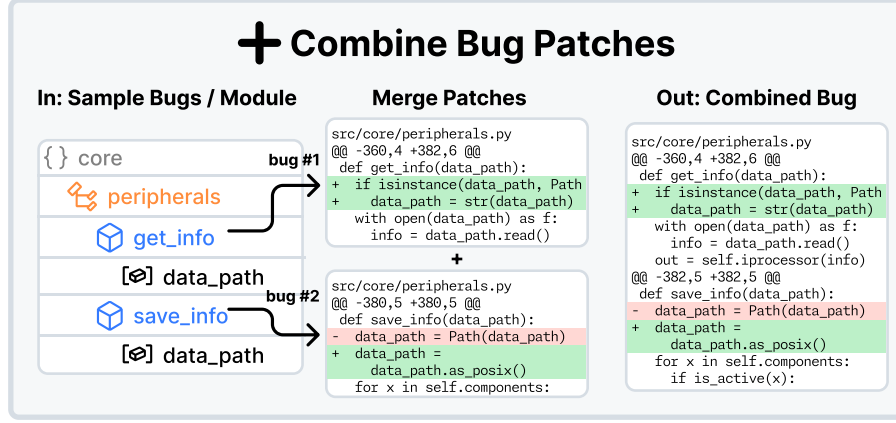 + Combine Bug Patches
In: Sample Bugs / Module
{} core
peripherals
get_info
data_path
save_info
data_path
bug #1
bug #2
Merge Patches
src/core/peripherals.py
@@ -360,4 +382,6 @@
def get_info(data_path):
+ if isinstance(data_path, Path
+ data_path = str(data_path)
with open(data_path) as f:
info = data_path.read()
+
src/core/peripherals.py
@@ -380,5 +380,5 @@
def save_info(data_path):
- data_path = Path(data_path)
+ data_path =
data_path.as_posix()
for x in self.components:
Out: Combined Bug
src/core/peripherals.py
@@ -360,4 +382,6 @@
def get_info(data_path):
+ if isinstance(data_path, Path
+ data_path = str(data_path)
with open(data_path) as f:
info = data_path.read()
out = self.iprocessor(info)
@@ -382,5 +382,5 @@
def save_info(data_path):
- data_path = Path(data_path)
+ data_path =
data_path.as_posix()
for x in self.components:
if is_active(x):